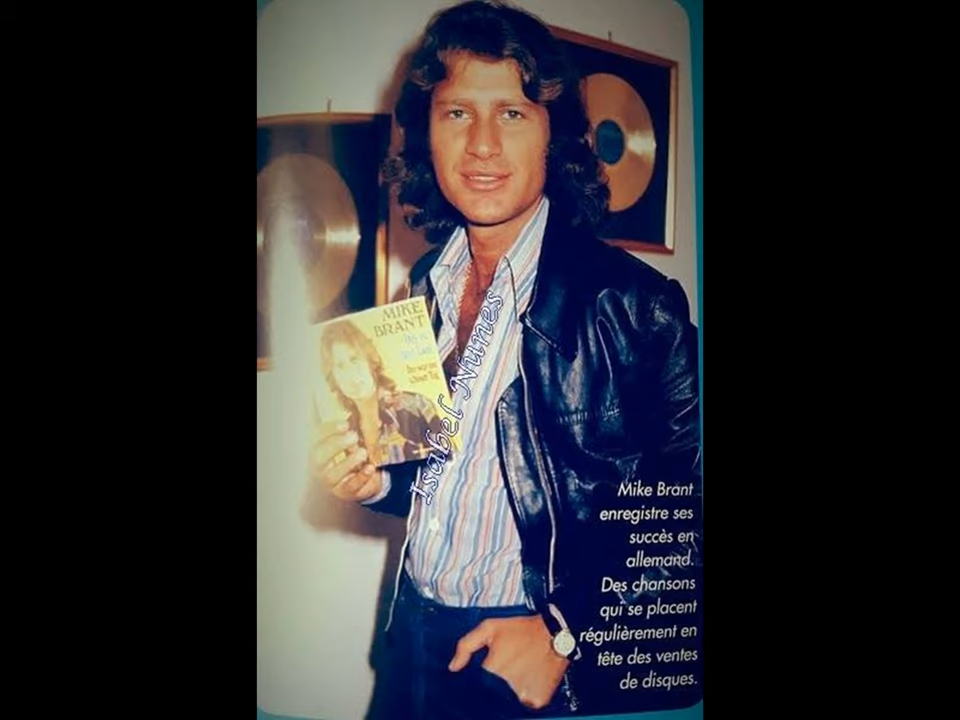 MIKE
BRANT
Isabel Nunes
Mike Brant
enregistre ses
succès en
allemand.
Des chansons
qui se placent
régulièrement en
tête des ventes
de disques.